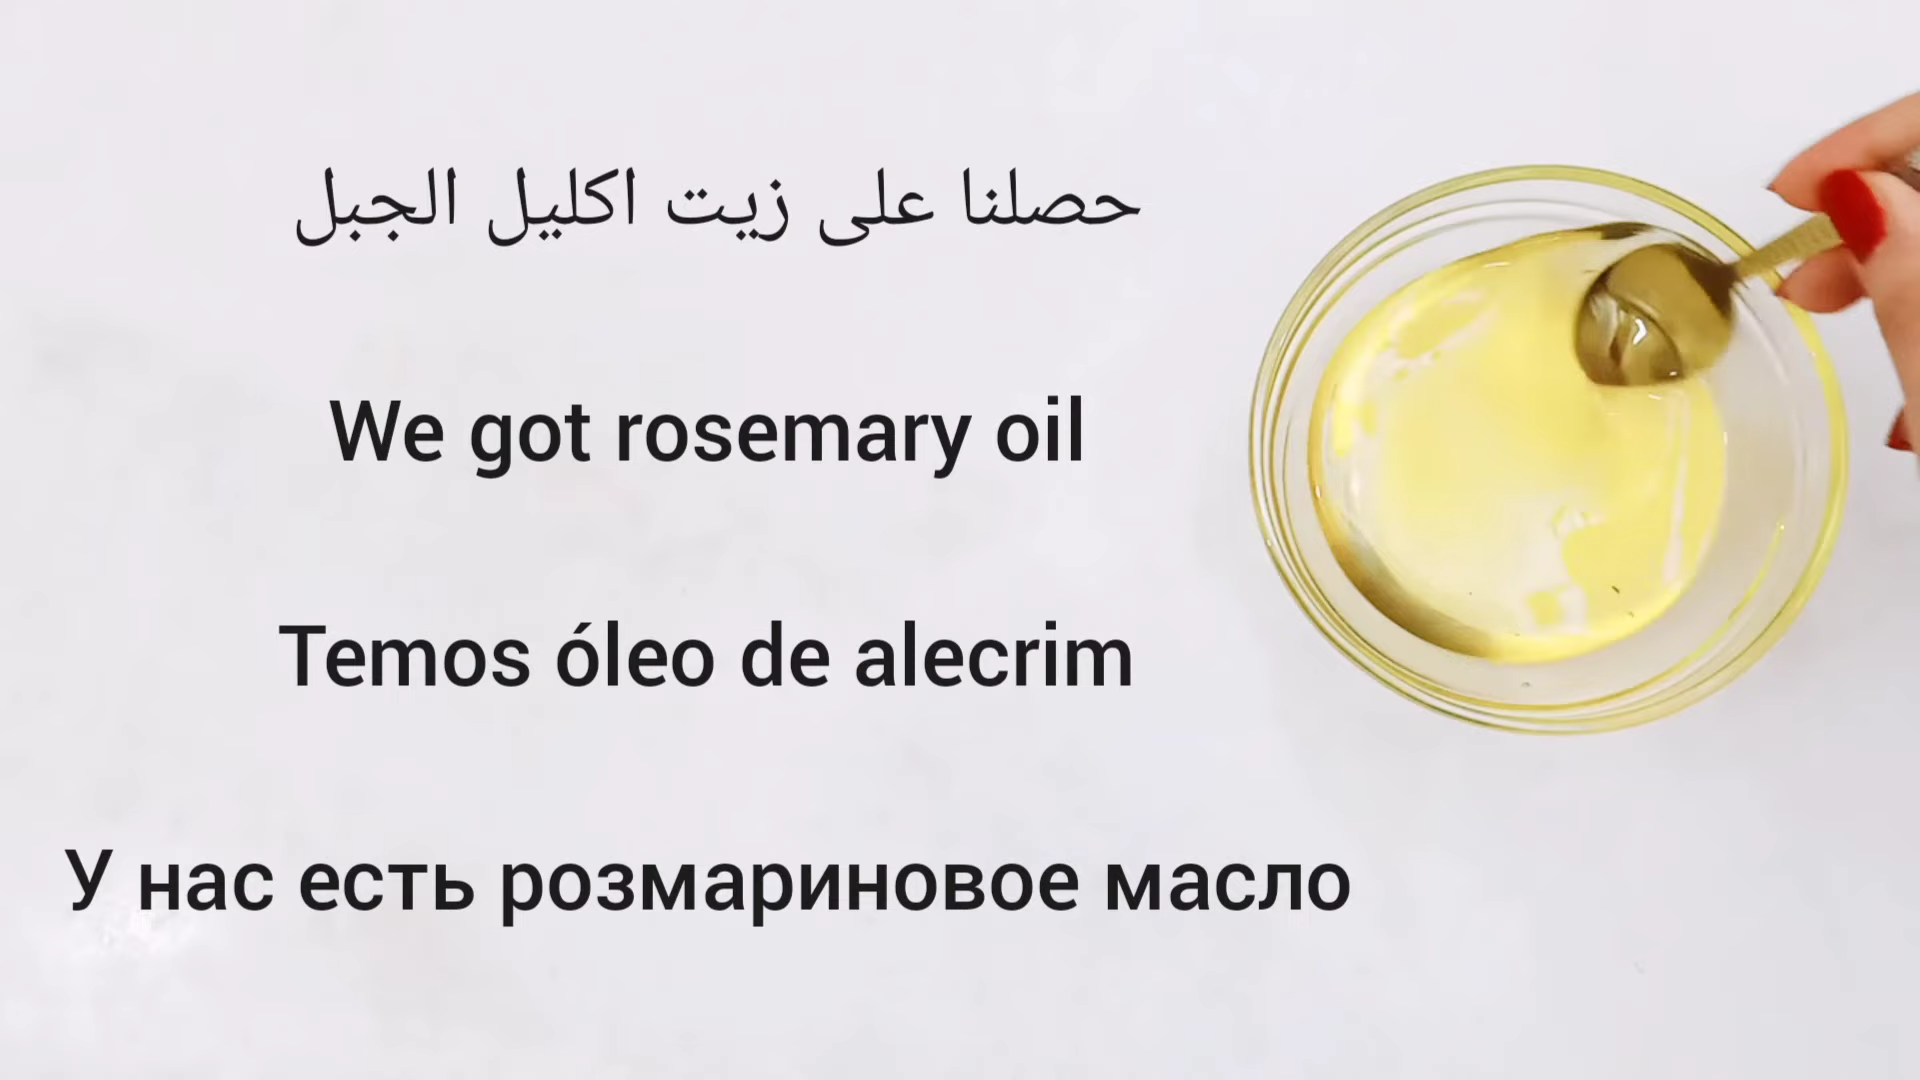 حصلنا على زيت اكليل الجبل
We got rosemary oil
Temos óleo de alecrim
У нас есть розмариновое масло